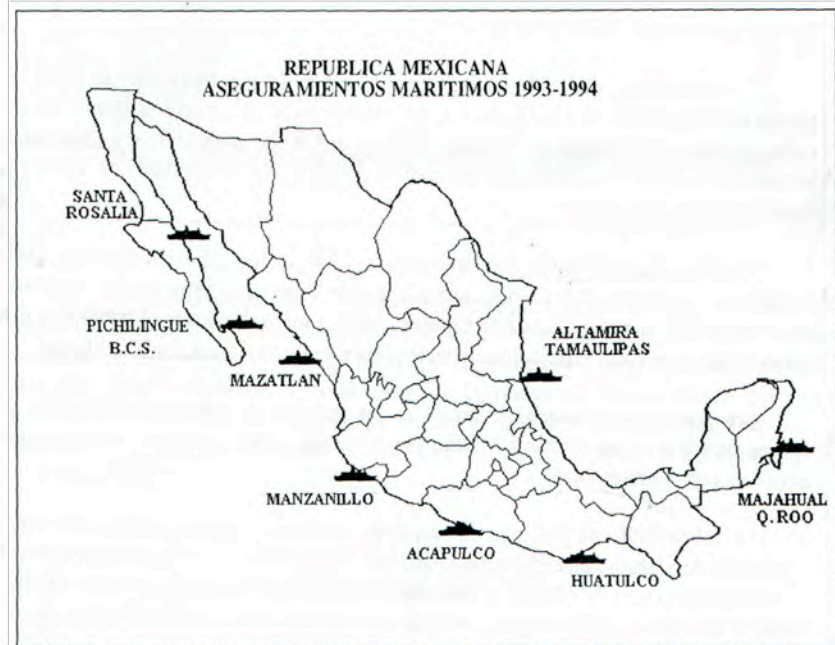 REPUBLICA MEXICANA
ASEGURAMIENTOS MARITIMOS 1993-1994
SANTA
ROSALIA
PICHILINGUE
B.C.S.
MAZATLAN
ALTAMIRA
TAMAULIPAS
MANZANILLO
MAJAHUAL
Q. ROO
ACAPULCO
HUATULCO